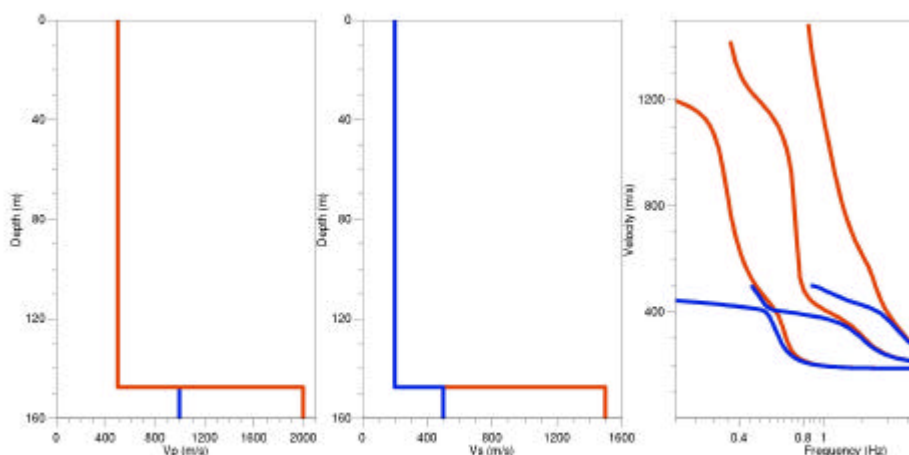 0
40
80
120
160
Depth (m)
0 400 800 1200 1600 2000
Vp (m/s)
0
40
80
120
160
Depth (m)
0 400 800 1200 1600
Vs (m/s)
1200
800
400
Velocity (m/s)
0.4 0.8 1
Frequency (Hz)